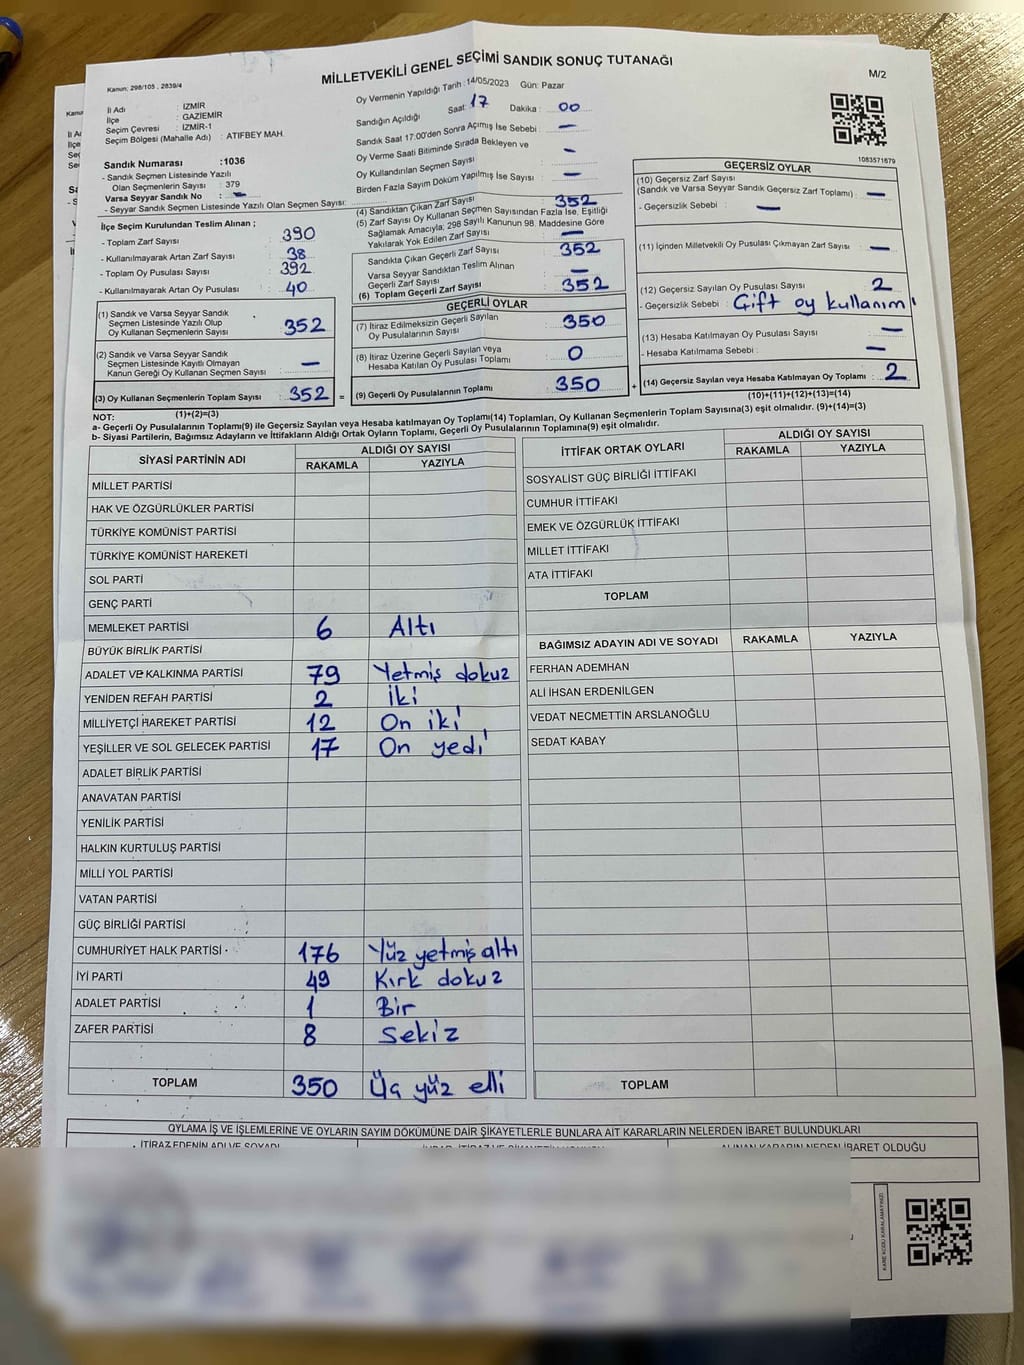 MİLLETVEKİLİ GENEL SEÇİMİ SANDIK SONUÇ TUTANAĞI
M/2
Kanun: 298/105 , 2839/4
Oy Vermenin Yapıldığı Tarih : 14/05/2023 Gün: Pazar
İl Adı : İZMİR
İlçe : GAZİEMİR
Seçim Çevresi : İZMİR-1
Seçim Bölgesi (Mahalle Adı) : ATIFBEY MAH.
Sandık Numarası :1036
- Sandık Seçmen Listesinde Yazılı
Olan Seçmenlerin Sayısı : 379
Varsa Seyyar Sandık No : –
- Seyyar Sandık Seçmen Listesinde Yazılı Olan Seçmen Sayısı:
Sandığın Açıldığı Saat: 17 Dakika : 00
Sandık Saat 17:00'den Sonra Açımış İse Sebebi : –
Oy Verme Saati Bitiminde Sırada Bekleyen ve
Oy Kullandırılan Seçmen Sayısı : –
Birden Fazla Sayım Döküm Yapılmış İse Sayısı : –
İlçe Seçim Kurulundan Teslim Alınan ;
- Toplam Zarf Sayısı : 390
- Kullanılmayarak Artan Zarf Sayısı : 38
- Toplam Oy Pusulası Sayısı : 392
- Kullanılmayarak Artan Oy Pusulası : 40
(1) Sandık ve Varsa Seyyar Sandık
Seçmen Listesinde Yazılı Olup
Oy Kullanan Seçmenlerin Sayısı : 352
(2) Sandık ve Varsa Seyyar Sandık
Seçmen Listesinde Kayıtlı Olmayan
Kanun Gereği Oy Kullanan Seçmen Sayısı : –
(3) Oy Kullanan Seçmenlerin Toplam Sayısı : 352 =
(4) Sandıktan Çıkan Zarf Sayısı : 352
(5) Zarf Sayısı Oy Kullanan Seçmen Sayısından Fazla İse, Eşitliği
Sağlamak Amacıyla, 298 Sayılı Kanunun 98. Maddesine Göre
Yakılarak Yok Edilen Zarf Sayısı : –
Sandıkta Çıkan Geçerli Zarf Sayısı : 352
Varsa Seyyar Sandıktan Teslim Alınan
Geçerli Zarf Sayısı : –
(6) Toplam Geçerli Zarf Sayısı : 352
GEÇERLİ OYLAR
(7) İtiraz Edilmeksizin Geçerli Sayılan
Oy Pusulalarının Sayısı : 350
(8) İtiraz Üzerine Geçerli Sayılan veya
Hesaba Katılan Oy Pusulası Toplamı : 0
(9) Geçerli Oy Pusulalarının Toplamı : 350 +
1083571679
GEÇERSİZ OYLAR
(10) Geçersiz Zarf Sayısı
(Sandık ve Varsa Seyyar Sandık Geçersiz Zarf Toplamı) : –
- Geçersizlik Sebebi : –
(11) İçinden Milletvekili Oy Pusulası Çıkmayan Zarf Sayısı : –
(12) Geçersiz Sayılan Oy Pusulası Sayısı : 2
- Geçersizlik Sebebi : Çift oy kullanımı
(13) Hesaba Katılmayan Oy Pusulası Sayısı : –
- Hesaba Katılmama Sebebi : –
(14) Geçersiz Sayılan veya Hesaba Katılmayan Oy Toplamı : 2
(10)+(11)+(12)+(13)=(14)
NOT: (1)+(2)=(3)
a- Geçerli Oy Pusulalarının Toplamı(9) ile Geçersiz Sayılan veya Hesaba katılmayan Oy Toplamı(14) Toplamları, Oy Kullanan Seçmenlerin Toplam Sayısına(3) eşit olmalıdır. (9)+(14)=(3)
b- Siyasi Partilerin, Bağımsız Adayların ve İttifakların Aldığı Ortak Oyların Toplamı, Geçerli Oy Pusulalarının Toplamına(9) eşit olmalıdır.
SİYASİ PARTİNİN ADI ALDIĞI OY SAYISI
RAKAMLA YAZIYLA
MİLLET PARTİSİ
HAK VE ÖZGÜRLÜKLER PARTİSİ
TÜRKİYE KOMÜNİST PARTİSİ
TÜRKİYE KOMÜNİST HAREKETİ
SOL PARTİ
GENÇ PARTİ
MEMLEKET PARTİSİ 6 Altı
BÜYÜK BİRLİK PARTİSİ
ADALET VE KALKINMA PARTİSİ 79 Yetmiş dokuz
YENİDEN REFAH PARTİSİ 2 İki
MİLLİYETÇİ HAREKET PARTİSİ 12 On iki
YEŞİLLER VE SOL GELECEK PARTİSİ 17 On yedi
ADALET BİRLİK PARTİSİ
ANAVATAN PARTİSİ
YENİLİK PARTİSİ
HALKIN KURTULUŞ PARTİSİ
MİLLİ YOL PARTİSİ
VATAN PARTİSİ
GÜÇ BİRLİĞİ PARTİSİ
CUMHURİYET HALK PARTİSİ 176 Yüz yetmiş altı
İYİ PARTİ 49 Kırk dokuz
ADALET PARTİSİ 1 Bir
ZAFER PARTİSİ 8 Sekiz
TOPLAM 350 Üç yüz elli
İTTİFAK ORTAK OYLARI ALDIĞI OY SAYISI
RAKAMLA YAZIYLA
SOSYALİST GÜÇ BİRLİĞİ İTTİFAKI
CUMHUR İTTİFAKI
EMEK VE ÖZGÜRLÜK İTTİFAKI
MİLLET İTTİFAKI
ATA İTTİFAKI
TOPLAM
BAĞIMSIZ ADAYIN ADI VE SOYADI RAKAMLA YAZIYLA
FERHAN ADEMHAN
ALİ İHSAN ERDENİLGEN
VEDAT NECMETTİN ARSLANOĞLU
SEDAT KABAY
TOPLAM
OYLAMA İŞ VE İŞLEMLERİNE VE OYLARIN SAYIM DÖKÜMÜNE DAİR ŞİKAYETLERLE BUNLARA AİT KARARLARIN NELERDEN İBARET BULUNDUKLARI
İTİRAZ EDENİN ADI VE SOYADI
ALINAN KARARIN NEDEN İBARET OLDUĞU
KARE KODU KARALAMAYINIZ!